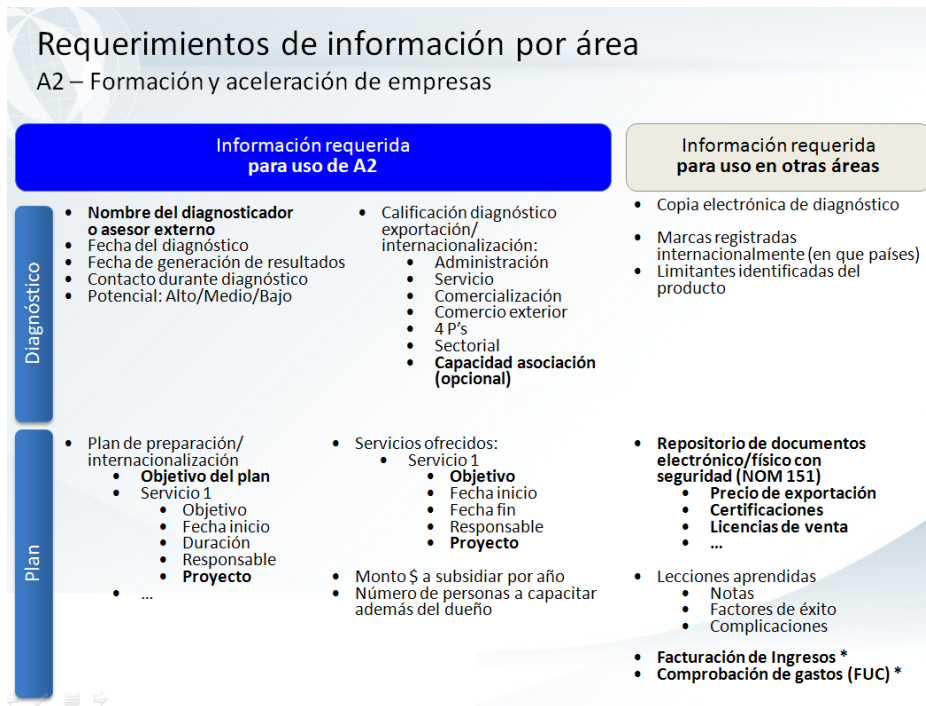 Requerimientos de información por área
A2 – Formación y aceleración de empresas
Información requerida
para uso de A2
Información requerida
para uso en otras áreas
Diagnóstico
• Nombre del diagnosticador
o asesor externo
• Fecha del diagnóstico
• Fecha de generación de resultados
• Contacto durante diagnóstico
• Potencial: Alto/Medio/Bajo
• Calificación diagnóstico
exportación/
internacionalización:
• Administración
• Servicio
• Comercialización
• Comercio exterior
• 4 P’s
• Sectorial
• Capacidad asociación
(opcional)
• Copia electrónica de diagnóstico
• Marcas registradas
internacionalmente (en que países)
• Limitantes identificadas del
producto
Plan
• Plan de preparación/
internacionalización
• Objetivo del plan
• Servicio 1
• Objetivo
• Fecha inicio
• Duración
• Responsable
• Proyecto
• ...
• Servicios ofrecidos:
• Servicio 1
• Objetivo
• Fecha inicio
• Fecha fin
• Responsable
• Proyecto
• Monto $ a subsidiar por año
• Número de personas a capacitar
además del dueño
• Repositorio de documentos
electrónico/físico con
seguridad (NOM 151)
• Precio de exportación
• Certificaciones
• Licencias de venta
• ...
• Lecciones aprendidas
• Notas
• Factores de éxito
• Complicaciones
• Facturación de Ingresos *
• Comprobación de gastos (FUC) *